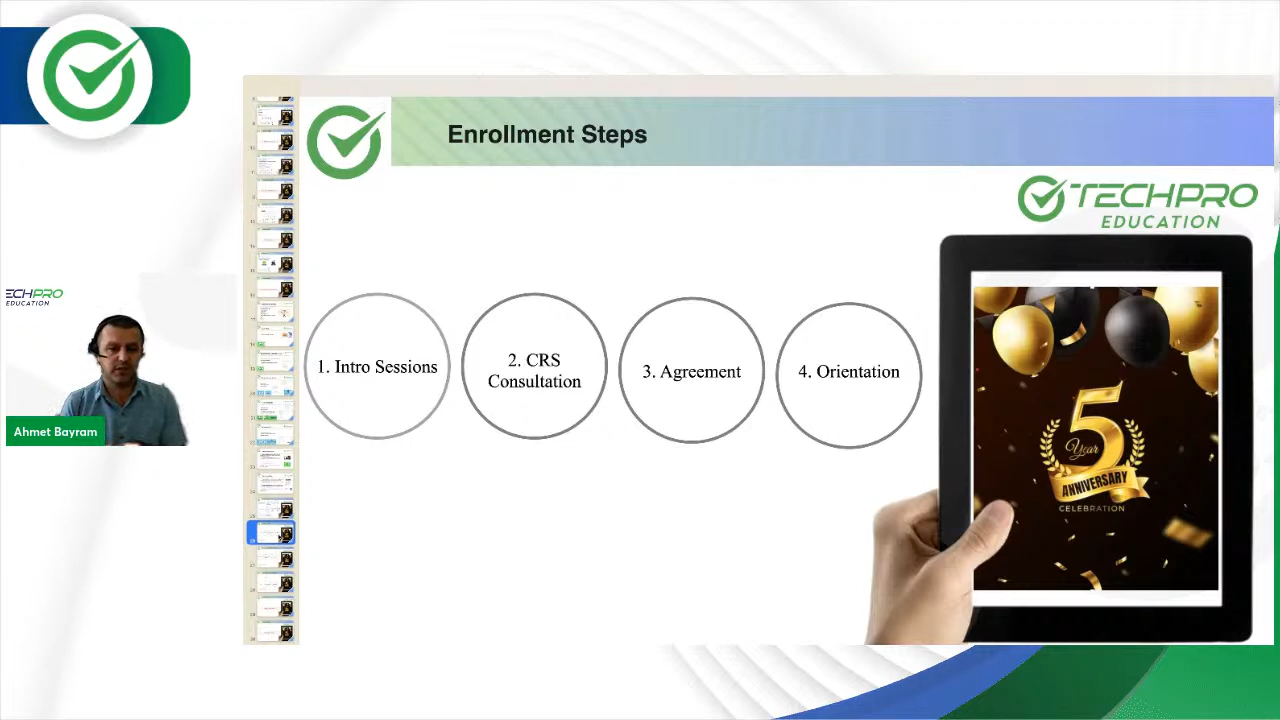 Enrollment Steps
TECHPRO
EDUCATION
1. Intro Sessions
2. CRS
Consultation
3. Agreement
4. Orientation
5
Year
ANNIVERSARY
CELEBRATION
ECHPRO
EDUCATION
Ahmet Bayram